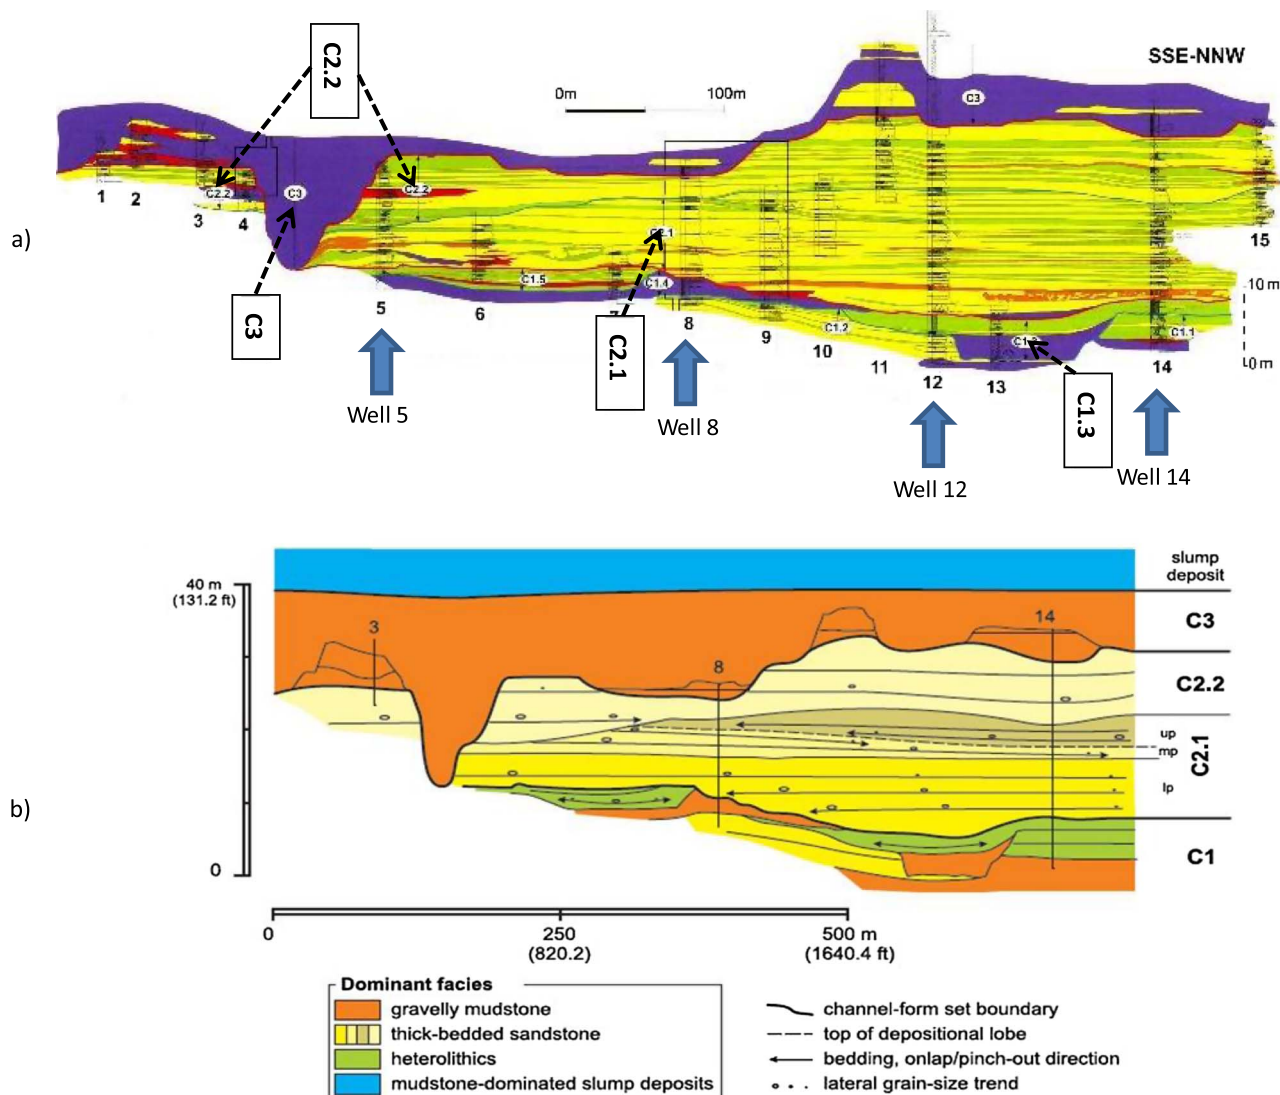 C2.2
SSE-NNW
0m
100m
C3
1
2
3
4
C2.2
C3
C2.2
C2.1
15
a)
C1.5
C1.4
10m
C1.2
C1.1
0m
5
6
8
9
10
11
12
13
14
C3
C2.1
C1.3
Well 5
Well 8
Well 12
Well 14
slump
deposit
40 m
(131.2 ft)
C3
3
14
8
C2.2
up
mp
lp
C2.1
b)
0
C1
0
250
(820.2)
500 m
(1640.4 ft)
Dominant facies
gravelly mudstone
thick-bedded sandstone
heterolithics
mudstone-dominated slump deposits
channel-form set boundary
top of depositional lobe
bedding, onlap/pinch-out direction
lateral grain-size trend